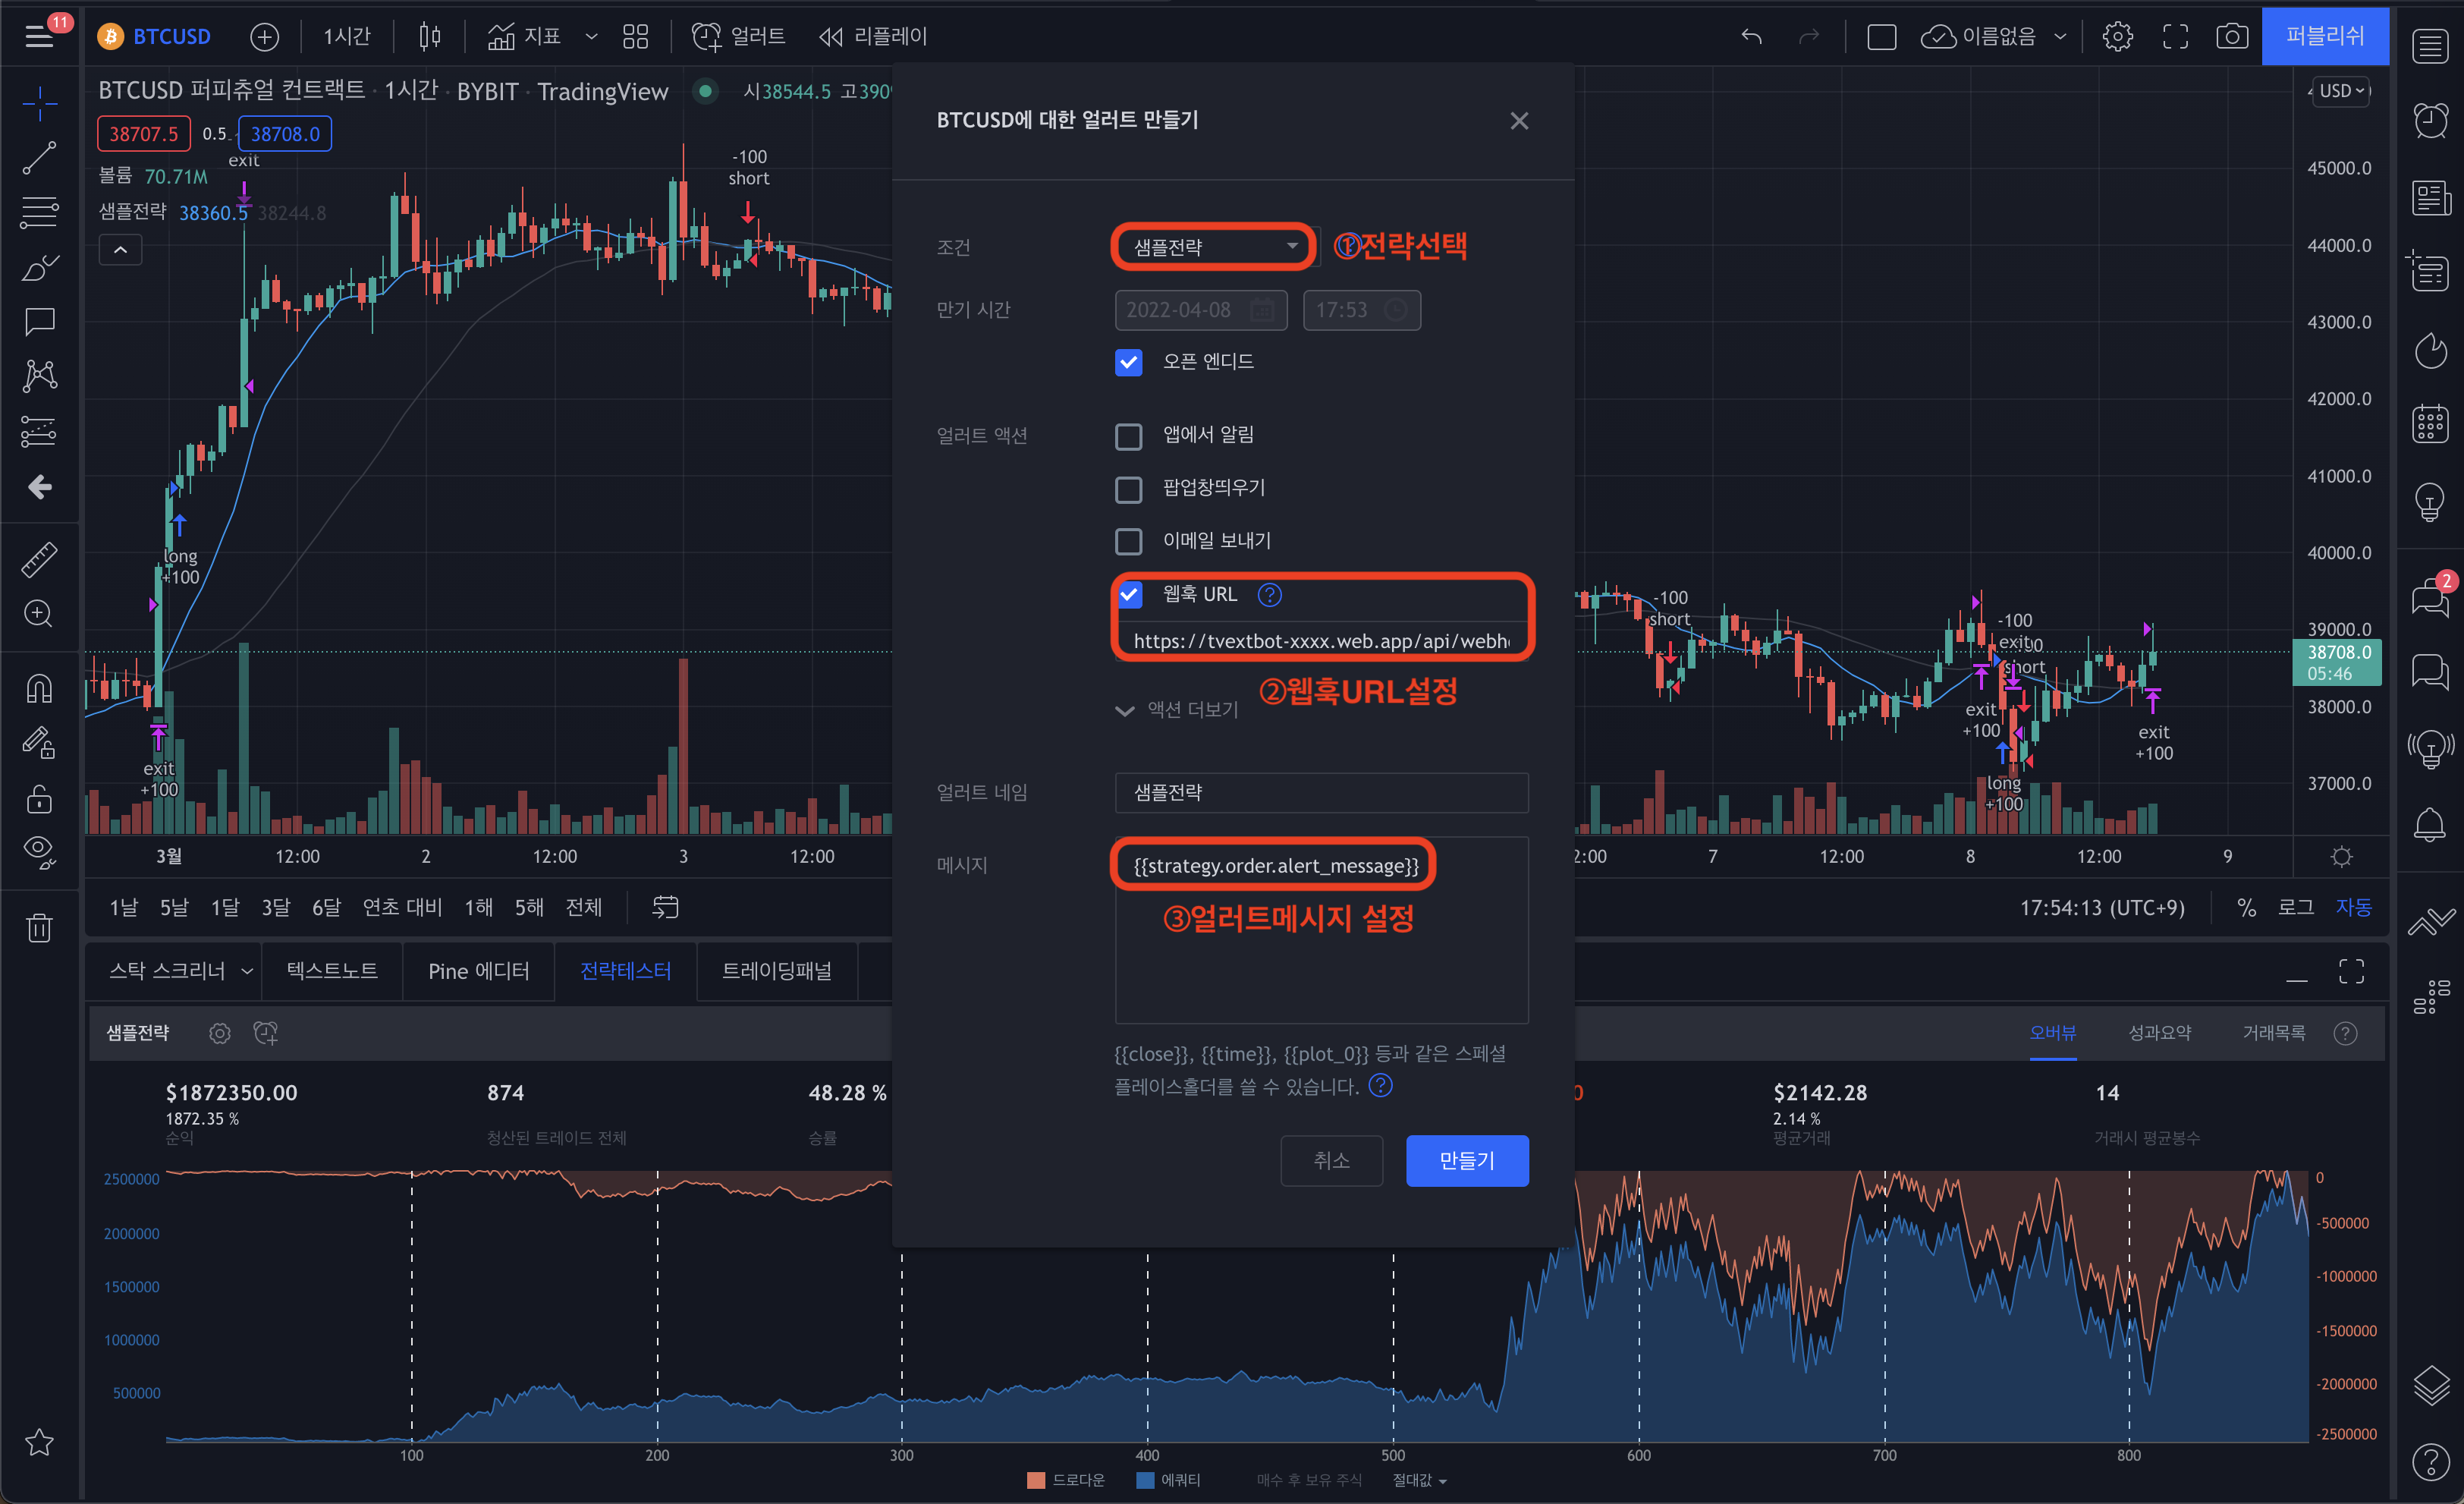 11
BTCUSD
1시간
지표
얼러트
리플레이
이름없음
퍼블리쉬
BTCUSD 퍼피츄얼 컨트랙트 · 1시간 · BYBIT · TradingView
시38544.5
USD
38707.5
0.5
38708.0
exit
볼륨 70.71M
샘플전략 38360.5 38244.8
-100
short
long
+100
exit
+100
BTCUSD에 대한 얼러트 만들기
조건
샘플전략
①전략선택
만기 시간
2022-04-08
17:53
오픈 엔디드
얼러트 액션
앱에서 알림
팝업창띄우기
이메일 보내기
웹훅 URL
https://tvextbot-xxxx.web.app/api/webh
②웹훅URL설정
액션 더보기
얼러트 네임
샘플전략
메시지
{{strategy.order.alert_message}}
③얼러트메시지 설정
{{close}}, {{time}}, {{plot_0}} 등과 같은 스페셜
플레이스홀더를 쓸 수 있습니다.
취소
만들기
-100
short
-100
short
exit
+100
long
+100
exit
+100
45000.0
44000.0
43000.0
42000.0
41000.0
40000.0
39000.0
38708.0
05:46
38000.0
37000.0
2
3월
12:00
2
12:00
3
12:00
2:00
7
12:00
8
12:00
9
1날
5날
1달
3달
6달
연초 대비
1해
5해
전체
17:54:13 (UTC+9)
%
로그
자동
스탁 스크리너
텍스트노트
Pine 에디터
전략테스터
트레이딩패널
샘플전략
오버뷰
성과요약
거래목록
$1872350.00
1872.35 %
순익
874
청산된 트레이드 전체
48.28 %
승률
$2142.28
2.14 %
평균거래
14
거래시 평균봉수
2500000
2000000
1500000
1000000
500000
0
-500000
-1000000
-1500000
-2000000
-2500000
100
200
300
400
500
600
700
800
드로다운
에쿼티
매수 후 보유 주식
절대값